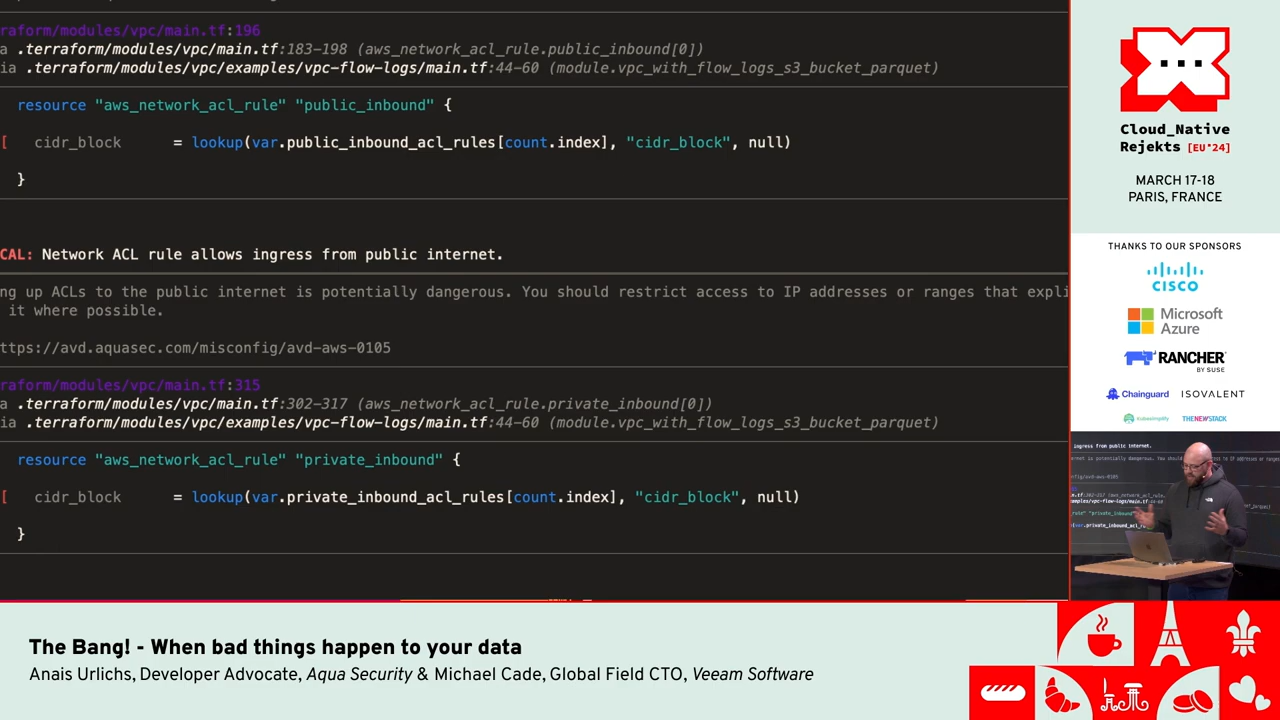 raform/modules/vpc/main.tf:196
a .terraform/modules/vpc/main.tf:183-198 (aws_network_acl_rule.public_inbound[0])
ia .terraform/modules/vpc/examples/vpc-flow-logs/main.tf:44-60 (module.vpc_with_flow_logs_s3_bucket_parquet)
resource "aws_network_acl_rule" "public_inbound" {
[ cidr_block = lookup(var.public_inbound_acl_rules[count.index], "cidr_block", null)
}
CAL: Network ACL rule allows ingress from public internet.
ng up ACLs to the public internet is potentially dangerous. You should restrict access to IP addresses or ranges that expli
it where possible.
ttps://avd.aquasec.com/misconfig/avd-aws-0105
raform/modules/vpc/main.tf:315
a .terraform/modules/vpc/main.tf:302-317 (aws_network_acl_rule.private_inbound[0])
ia .terraform/modules/vpc/examples/vpc-flow-logs/main.tf:44-60 (module.vpc_with_flow_logs_s3_bucket_parquet)
resource "aws_network_acl_rule" "private_inbound" {
[ cidr_block = lookup(var.private_inbound_acl_rules[count.index], "cidr_block", null)
}
Cloud_Native
Rejekts [EU'24]
MARCH 17-18
PARIS, FRANCE
THANKS TO OUR SPONSORS
CISCO
Microsoft
Azure
RANCHER
BY SUSE
Chainguard ISOVALENT
kubesimplify THENEWSTACK
ingress from public internet.
The Bang! - When bad things happen to your data
Anais Urlichs, Developer Advocate, Aqua Security & Michael Cade, Global Field CTO, Veeam Software